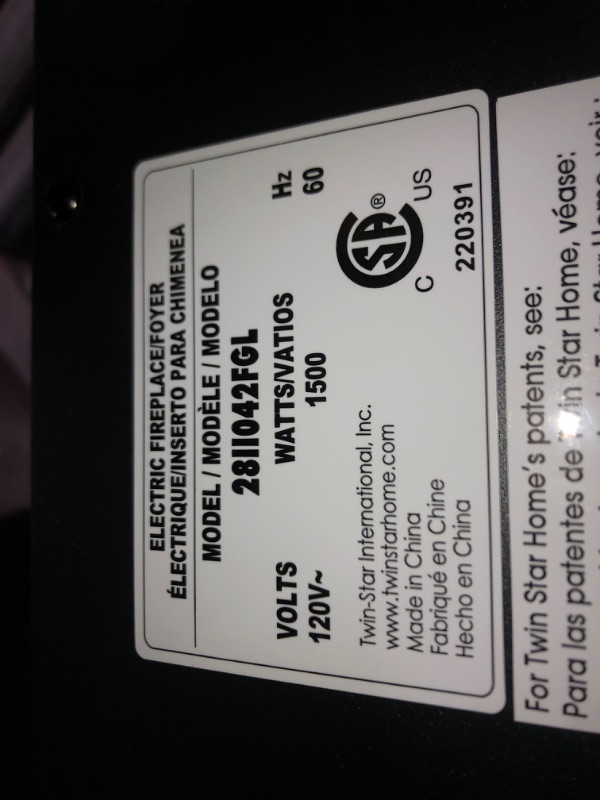 ELECTRIC FIREPLACE/FOYER
ÉLECTRIQUE/INSERTO PARA CHIMENEA
MODEL / MODÈLE / MODELO
28II042FGL
VOLTS WATTS/VATIOS Hz
120V~ 1500 60
Twin-Star International, Inc.
www.twinstarhome.com
Made in China
Fabriqué en Chine
Hecho en China
SA®
C US
220391
For Twin Star Home's patents, see:
Para las patentes de Twin Star Home, véase: